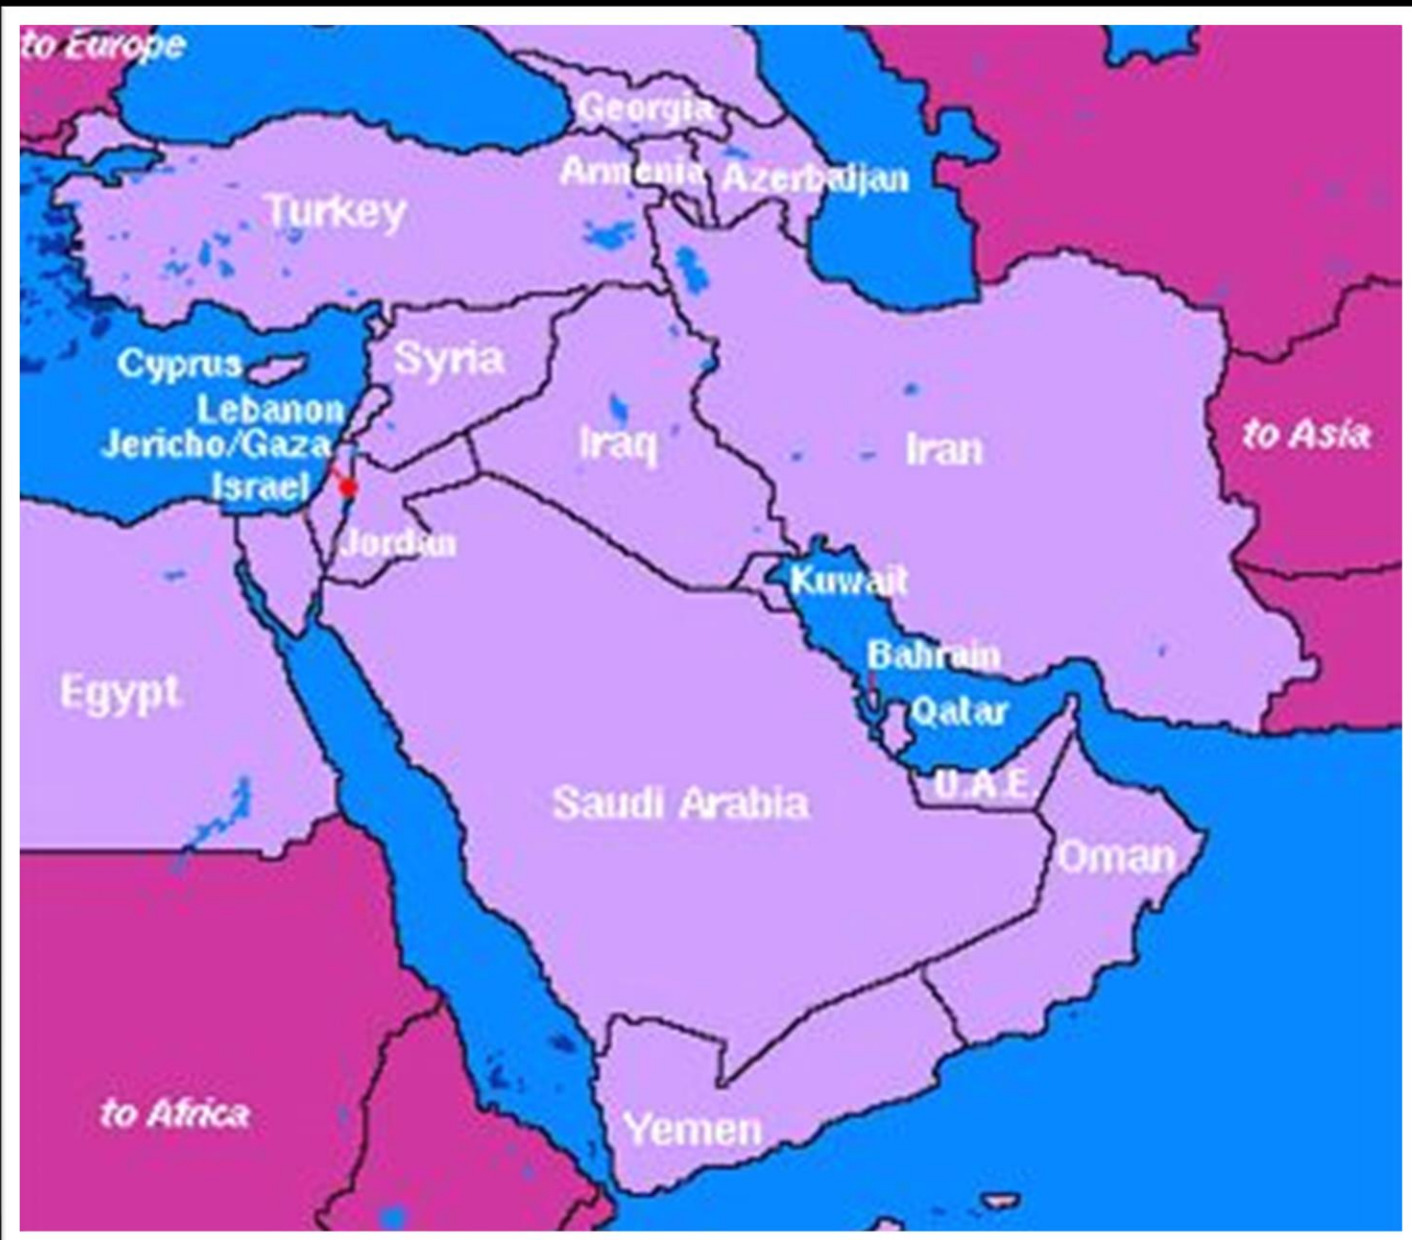 to Europe
Georgia
Armenia
Azerbaijan
Turkey
Cyprus
Syria
Lebanon
Jericho/Gaza
Israel
Iraq
Iran
to Asia
Jordan
Kuwait
Bahrain
Qatar
Egypt
U.A.E.
Saudi Arabia
Oman
to Africa
Yemen